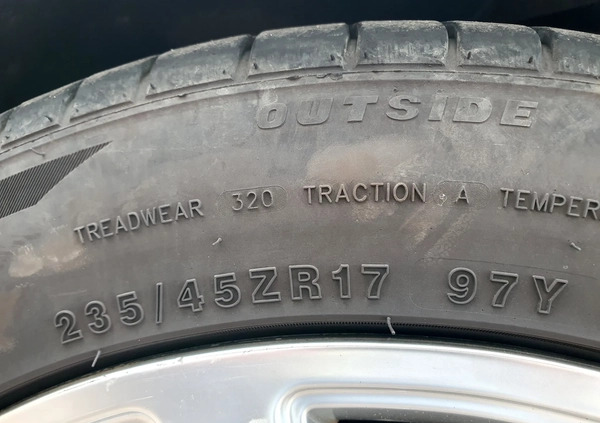 OUTSIDE
TREADWEAR 320 TRACTION A TEMPER
235/45ZR17 97Y